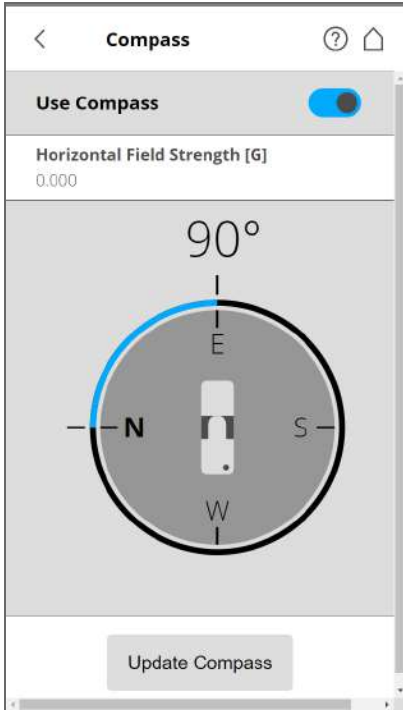 Compass
Use Compass
Horizontal Field Strength [G]
0.000
90°
E
N
S
W
Update Compass